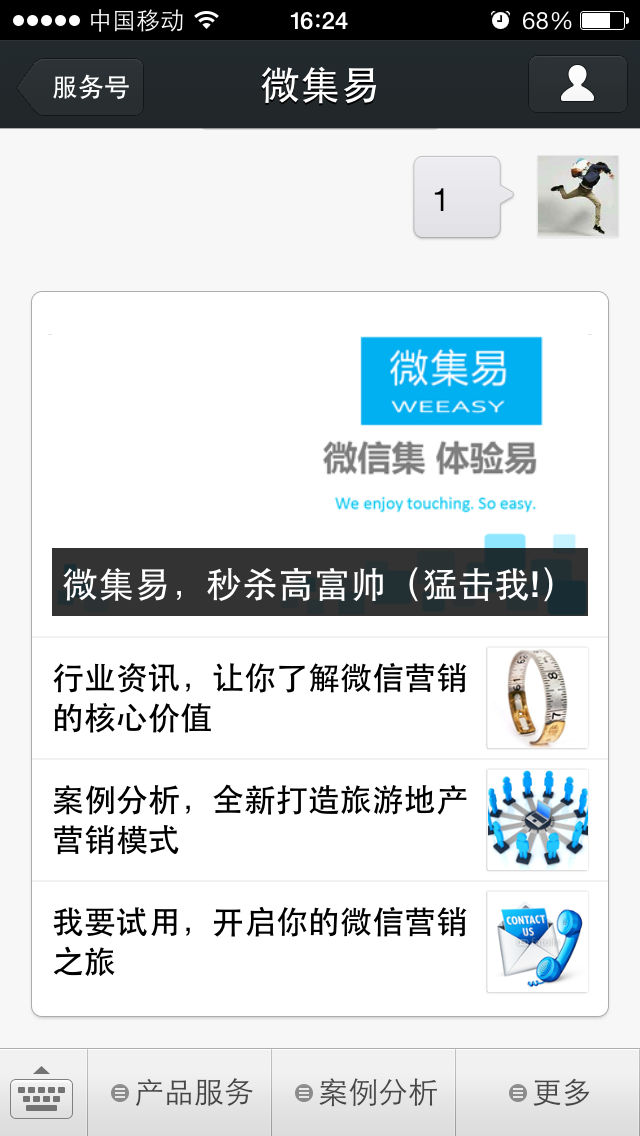 中国移动 16:24 68%
服务号 微集易
1
微集易
WEEASY
微信集 体验易
We enjoy touching. So easy.
微集易，秒杀高富帅（猛击我!）
行业资讯，让你了解微信营销
的核心价值
案例分析，全新打造旅游地产
营销模式
我要试用，开启你的微信营销
之旅
CONTACT
US
产品服务 案例分析 更多